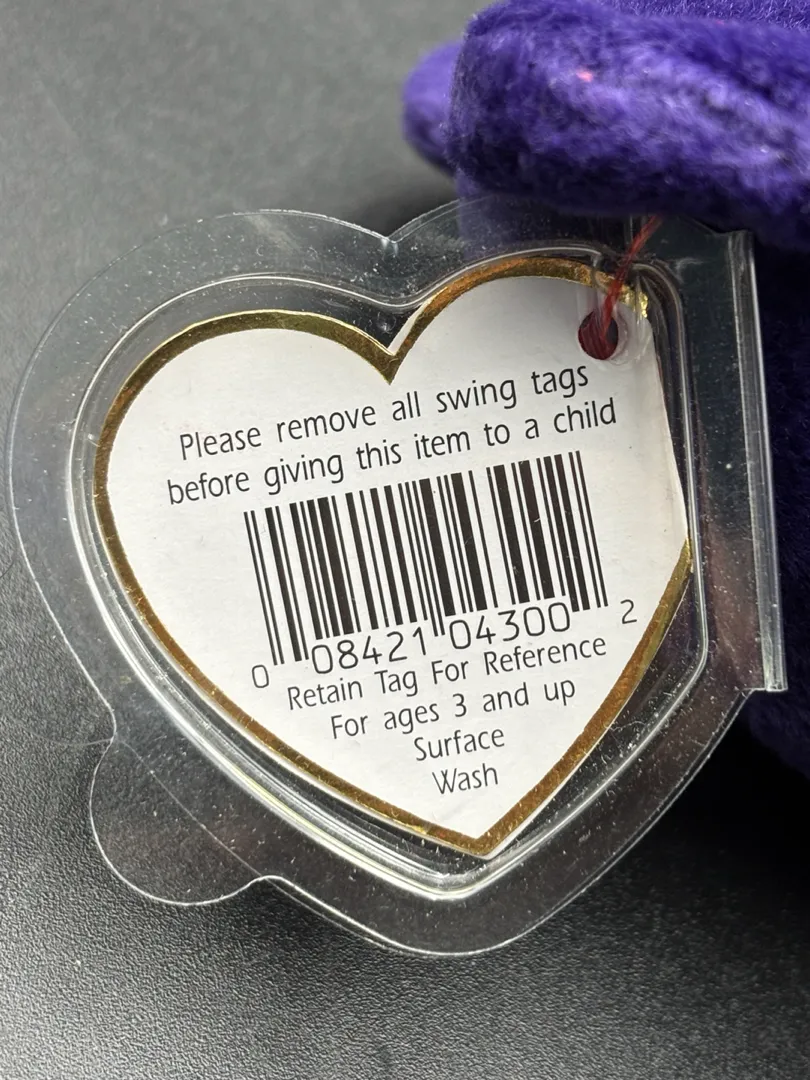 Please remove all swing tags
before giving this item to a child
0 08421 04300 2
Retain Tag For Reference
For ages 3 and up
Surface
Wash